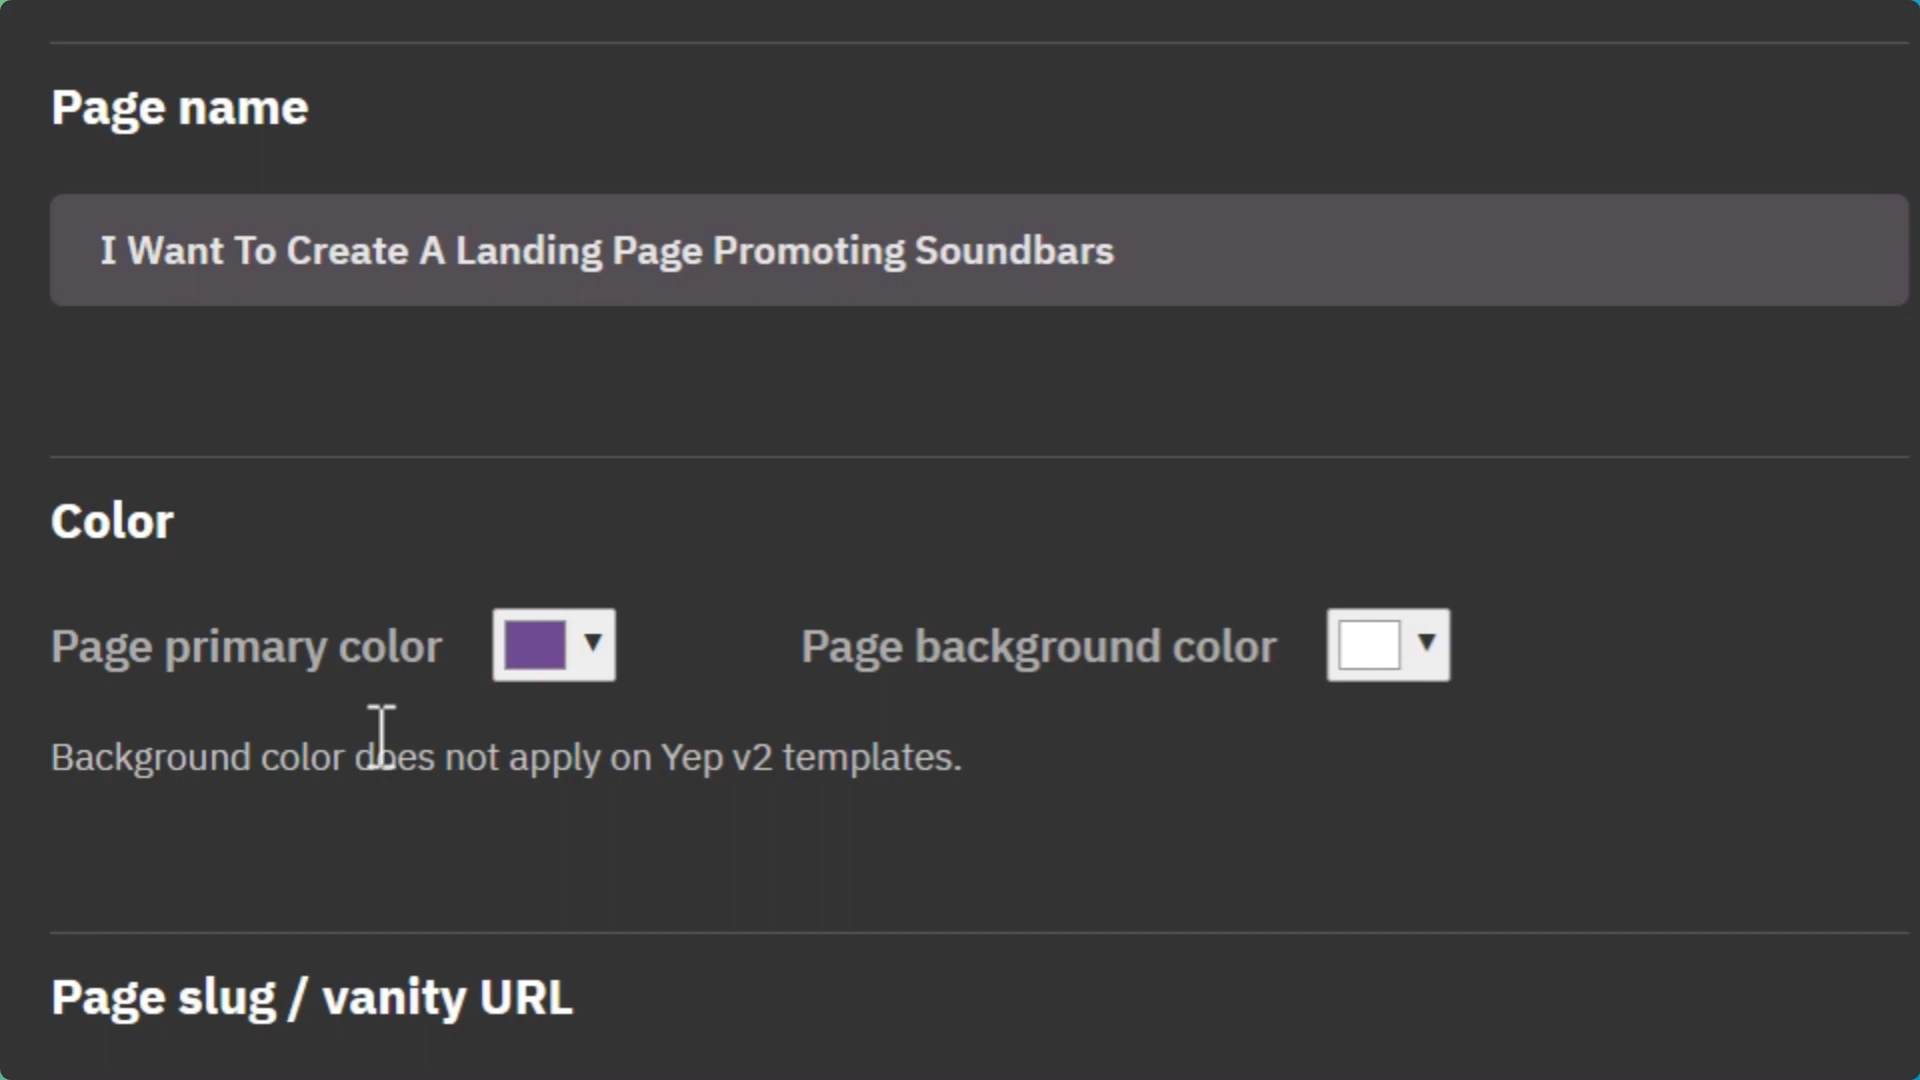 Page name
I Want To Create A Landing Page Promoting Soundbars
Color
Page primary color
Page background color
Background color does not apply on Yep v2 templates.
Page slug / vanity URL